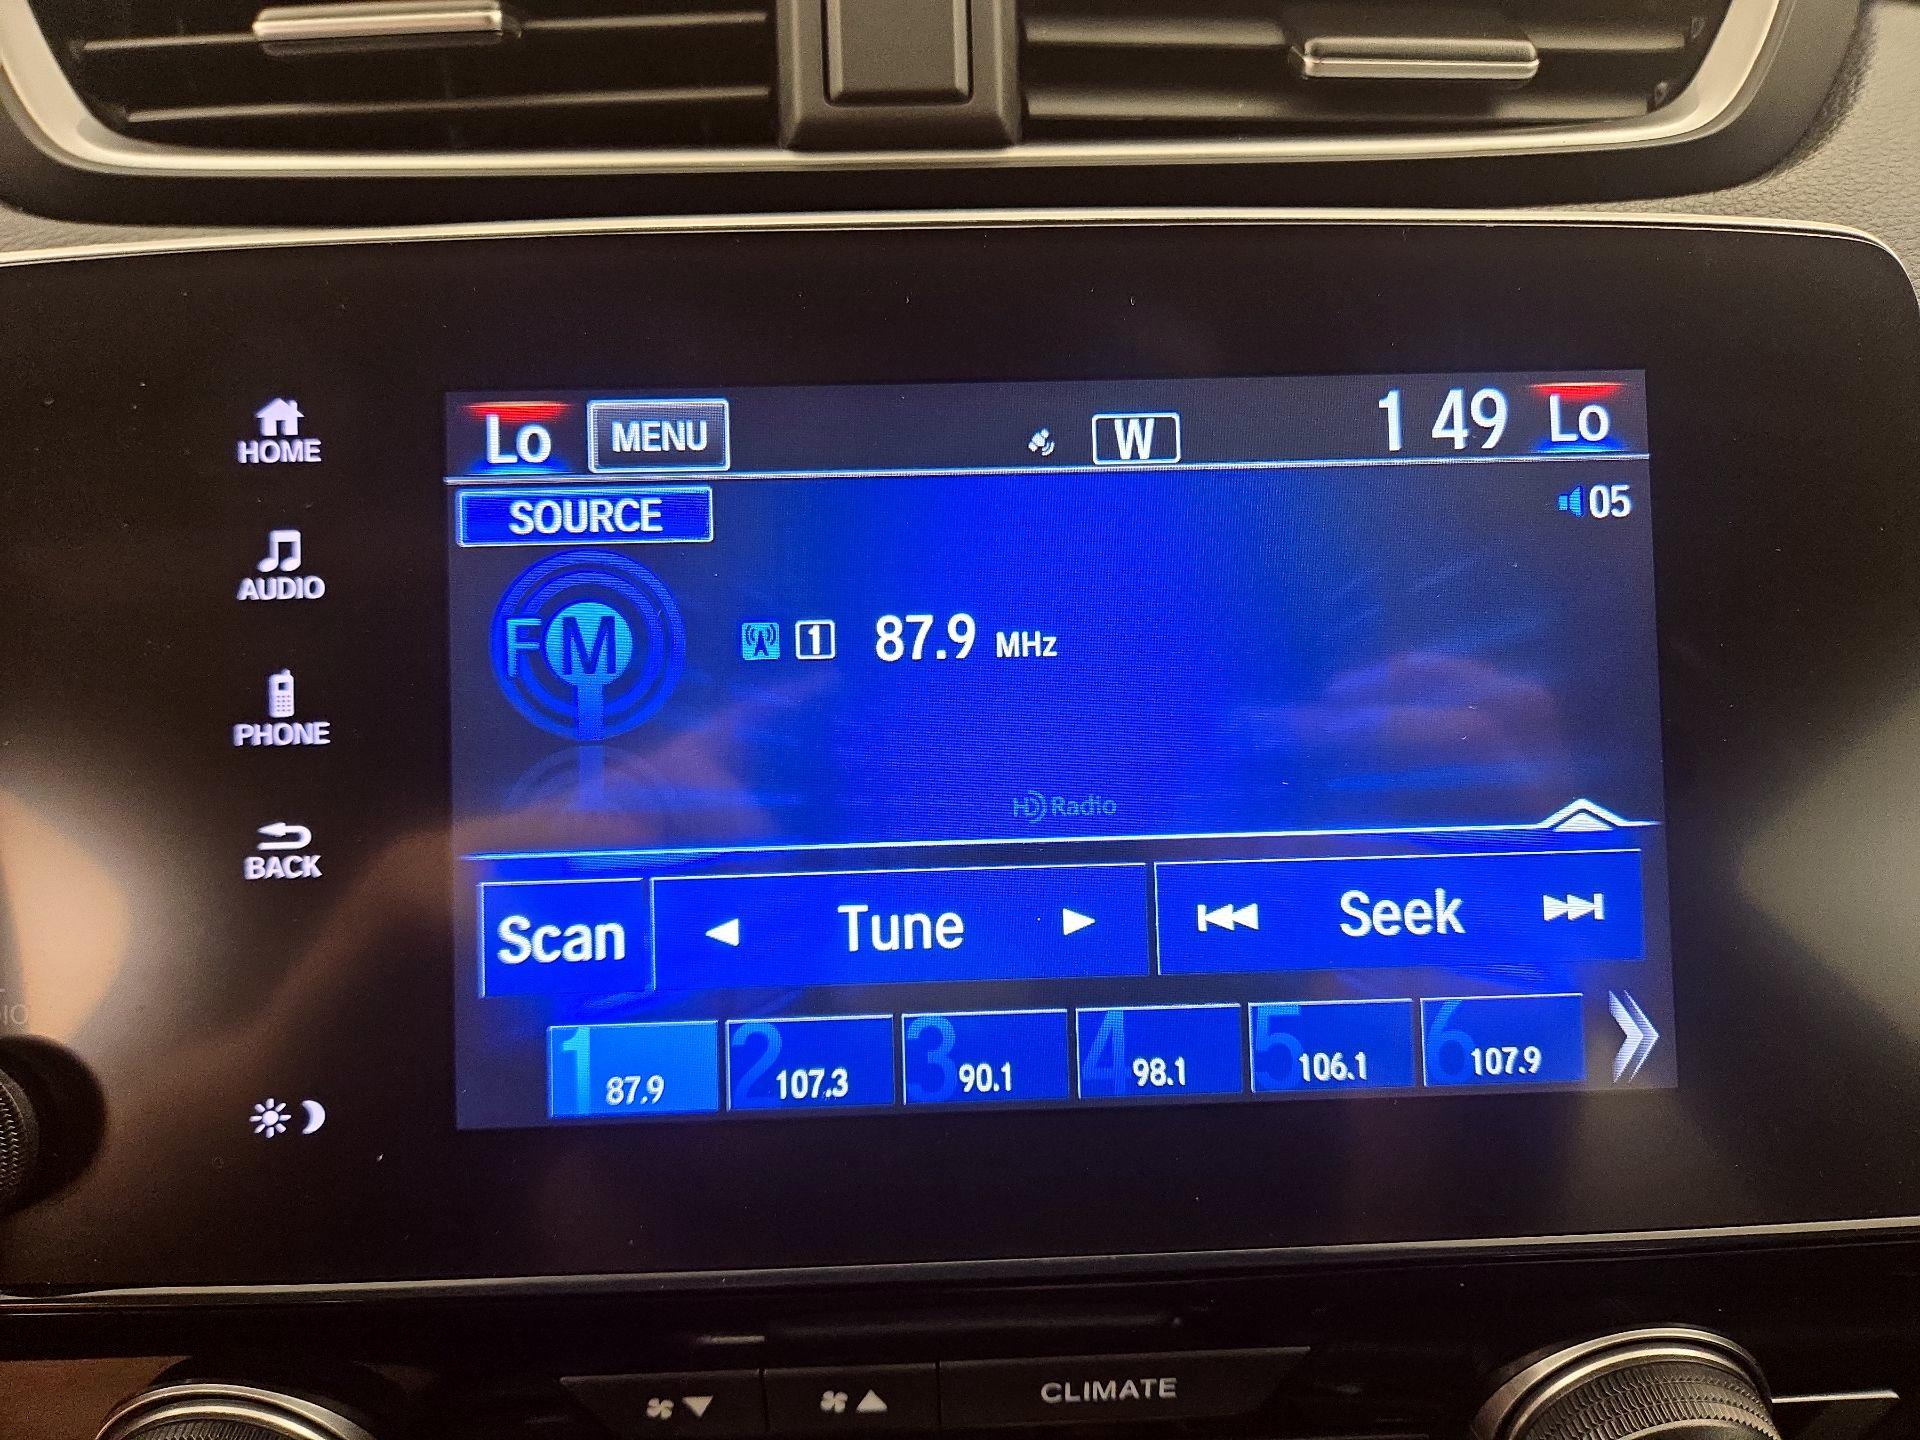 Lo MENU W 1 49 Lo
SOURCE 05
FM 1 87.9 MHz
HD Radio
Scan Tune Seek
1 87.9 2 107.3 3 90.1 4 98.1 5 106.1 6 107.9
HOME
AUDIO
PHONE
BACK
CLIMATE